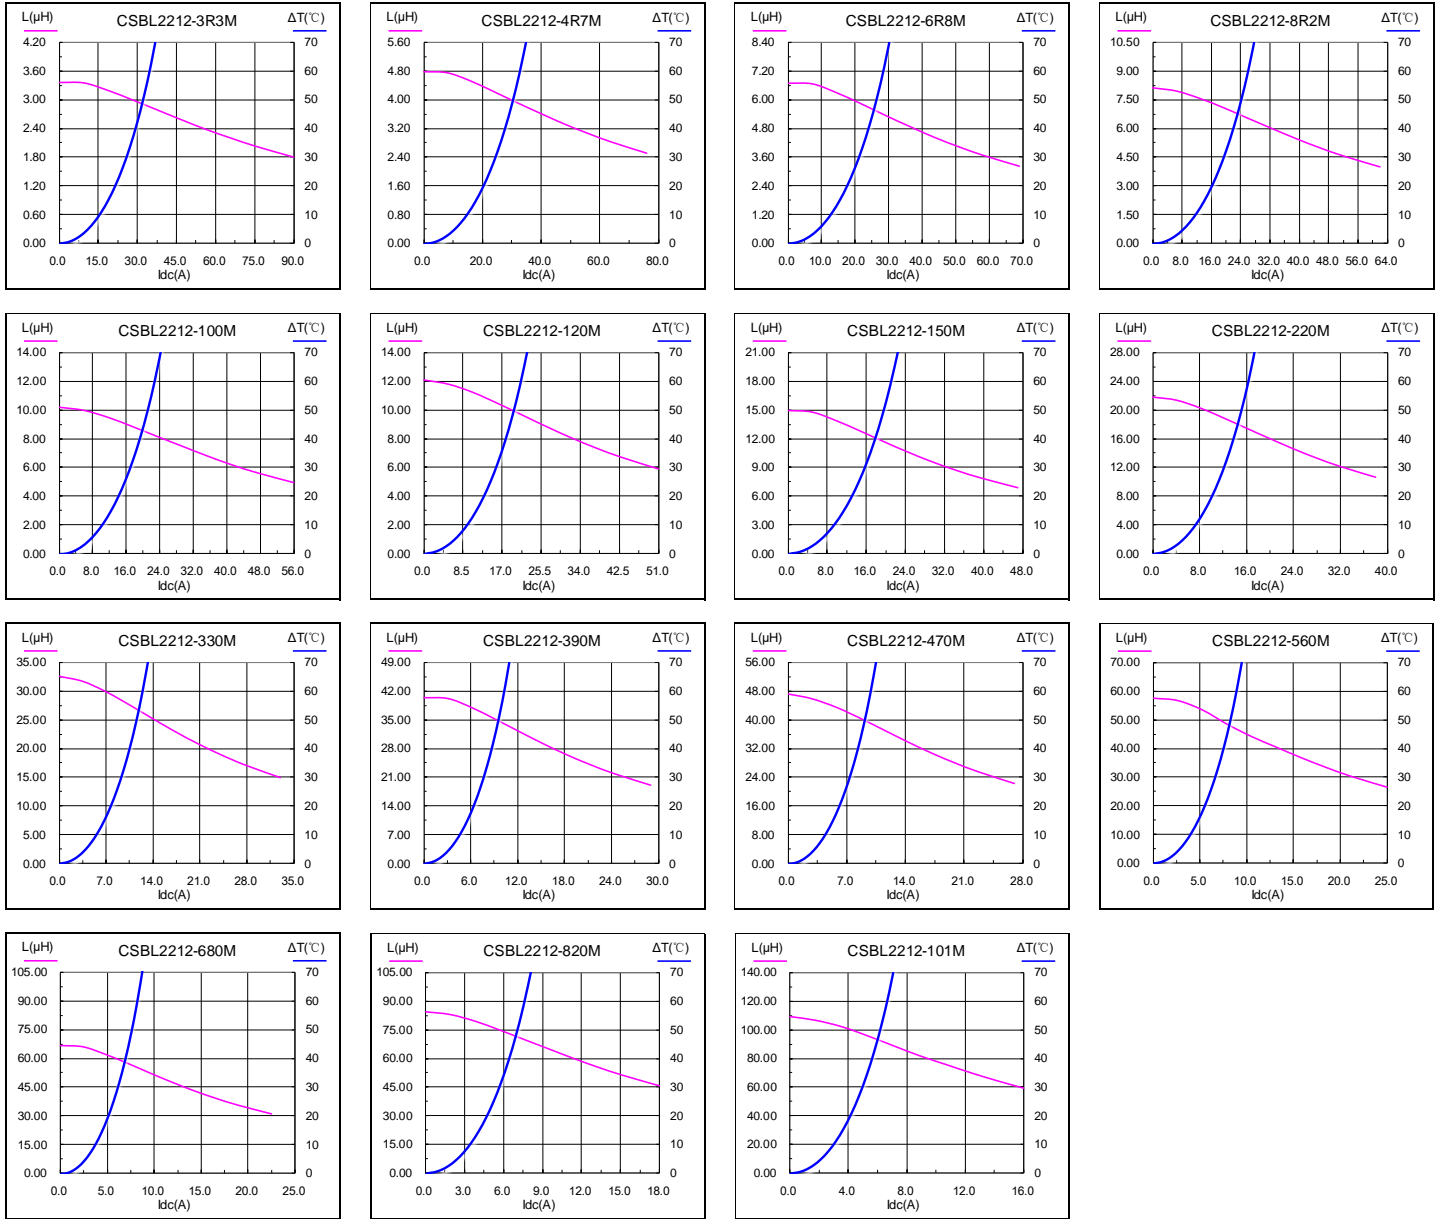 L(μH) CSBL2212-3R3M ΔT(℃)
4.20 70
3.60 60
3.00 50
2.40 40
1.80 30
1.20 20
0.60 10
0.00 0
0.0 15.0 30.0 45.0 60.0 75.0 90.0
Idc(A)
L(μH) CSBL2212-4R7M ΔT(℃)
5.60 70
4.80 60
4.00 50
3.20 40
2.40 30
1.60 20
0.80 10
0.00 0
0.0 20.0 40.0 60.0 80.0
Idc(A)
L(μH) CSBL2212-6R8M ΔT(℃)
8.40 70
7.20 60
6.00 50
4.80 40
3.60 30
2.40 20
1.20 10
0.00 0
0.0 10.0 20.0 30.0 40.0 50.0 60.0 70.0
Idc(A)
L(μH) CSBL2212-8R2M ΔT(℃)
10.50 70
9.00 60
7.50 50
6.00 40
4.50 30
3.00 20
1.50 10
0.00 0
0.0 8.0 16.0 24.0 32.0 40.0 48.0 56.0 64.0
Idc(A)
L(μH) CSBL2212-100M ΔT(℃)
14.00 70
12.00 60
10.00 50
8.00 40
6.00 30
4.00 20
2.00 10
0.00 0
0.0 8.0 16.0 24.0 32.0 40.0 48.0 56.0
Idc(A)
L(μH) CSBL2212-120M ΔT(℃)
14.00 70
12.00 60
10.00 50
8.00 40
6.00 30
4.00 20
2.00 10
0.00 0
0.0 8.5 17.0 25.5 34.0 42.5 51.0
Idc(A)
L(μH) CSBL2212-150M ΔT(℃)
21.00 70
18.00 60
15.00 50
12.00 40
9.00 30
6.00 20
3.00 10
0.00 0
0.0 8.0 16.0 24.0 32.0 40.0 48.0
Idc(A)
L(μH) CSBL2212-220M ΔT(℃)
28.00 70
24.00 60
20.00 50
16.00 40
12.00 30
8.00 20
4.00 10
0.00 0
0.0 8.0 16.0 24.0 32.0 40.0
Idc(A)
L(μH) CSBL2212-330M ΔT(℃)
35.00 70
30.00 60
25.00 50
20.00 40
15.00 30
10.00 20
5.00 10
0.00 0
0.0 7.0 14.0 21.0 28.0 35.0
Idc(A)
L(μH) CSBL2212-390M ΔT(℃)
49.00 70
42.00 60
35.00 50
28.00 40
21.00 30
14.00 20
7.00 10
0.00 0
0.0 6.0 12.0 18.0 24.0 30.0
Idc(A)
L(μH) CSBL2212-470M ΔT(℃)
56.00 70
48.00 60
40.00 50
32.00 40
24.00 30
16.00 20
8.00 10
0.00 0
0.0 7.0 14.0 21.0 28.0
Idc(A)
L(μH) CSBL2212-560M ΔT(℃)
70.00 70
60.00 60
50.00 50
40.00 40
30.00 30
20.00 20
10.00 10
0.00 0
0.0 5.0 10.0 15.0 20.0 25.0
Idc(A)
L(μH) CSBL2212-680M ΔT(℃)
105.00 70
90.00 60
75.00 50
60.00 40
45.00 30
30.00 20
15.00 10
0.00 0
0.0 5.0 10.0 15.0 20.0 25.0
Idc(A)
L(μH) CSBL2212-820M ΔT(℃)
105.00 70
90.00 60
75.00 50
60.00 40
45.00 30
30.00 20
15.00 10
0.00 0
0.0 3.0 6.0 9.0 12.0 15.0 18.0
Idc(A)
L(μH) CSBL2212-101M ΔT(℃)
140.00 70
120.00 60
100.00 50
80.00 40
60.00 30
40.00 20
20.00 10
0.00 0
0.0 4.0 8.0 12.0 16.0
Idc(A)